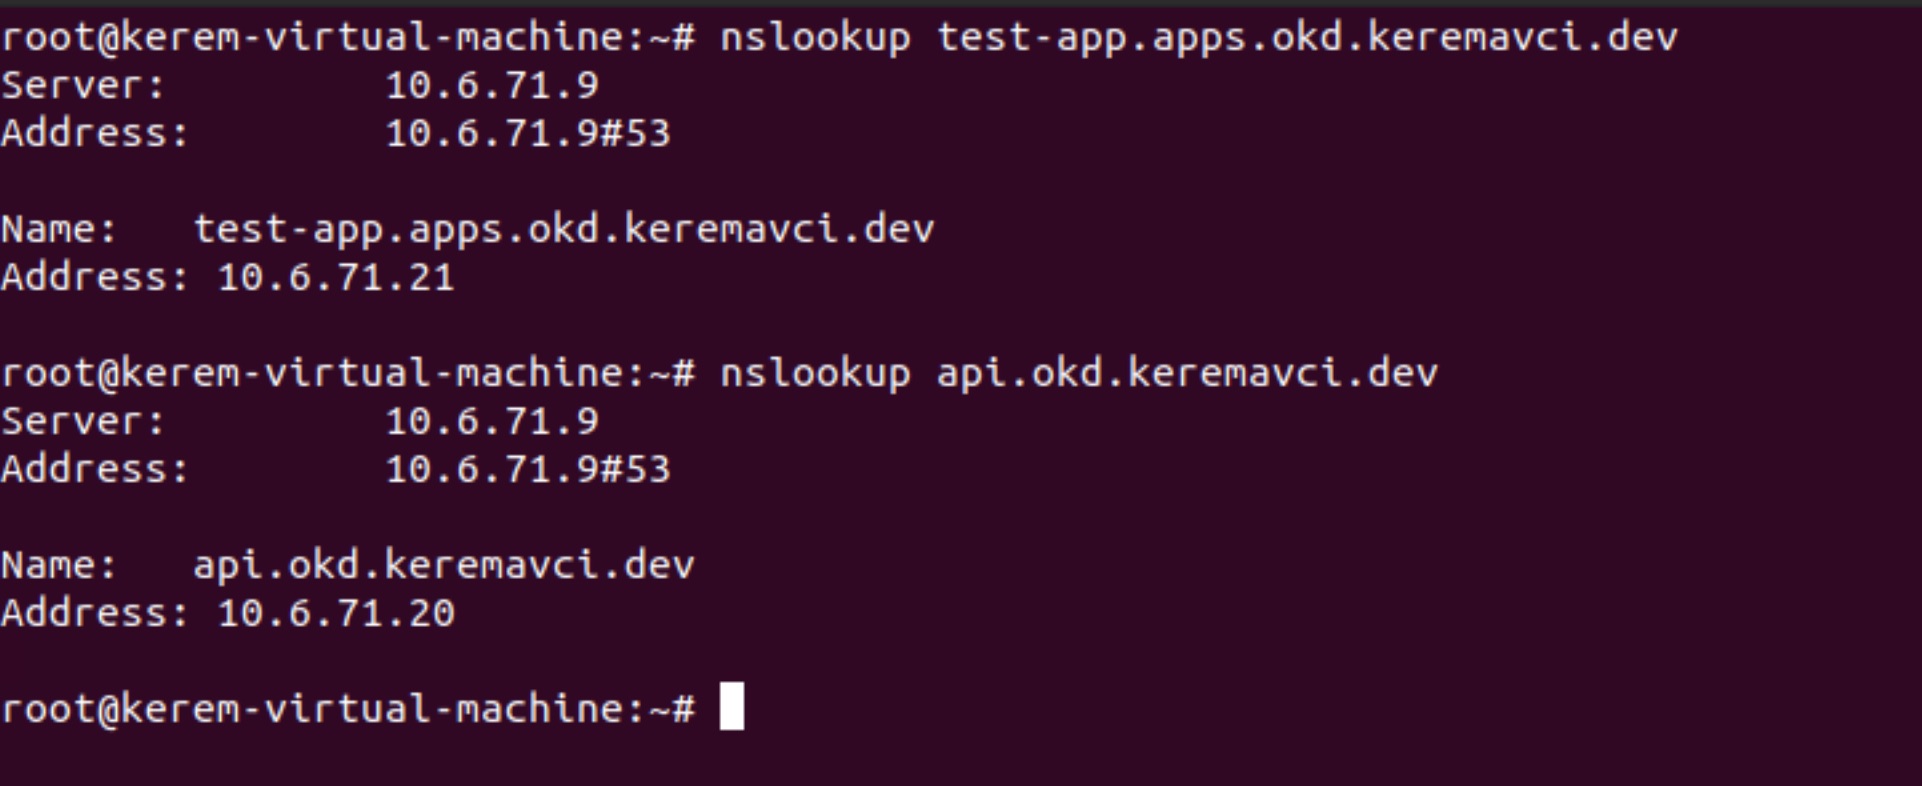 root@kerem-virtual-machine:~# nslookup test-app.apps.okd.keremavci.dev
Server:         10.6.71.9
Address:        10.6.71.9#53

Name:   test-app.apps.okd.keremavci.dev
Address: 10.6.71.21

root@kerem-virtual-machine:~# nslookup api.okd.keremavci.dev
Server:         10.6.71.9
Address:        10.6.71.9#53

Name:   api.okd.keremavci.dev
Address: 10.6.71.20

root@kerem-virtual-machine:~#